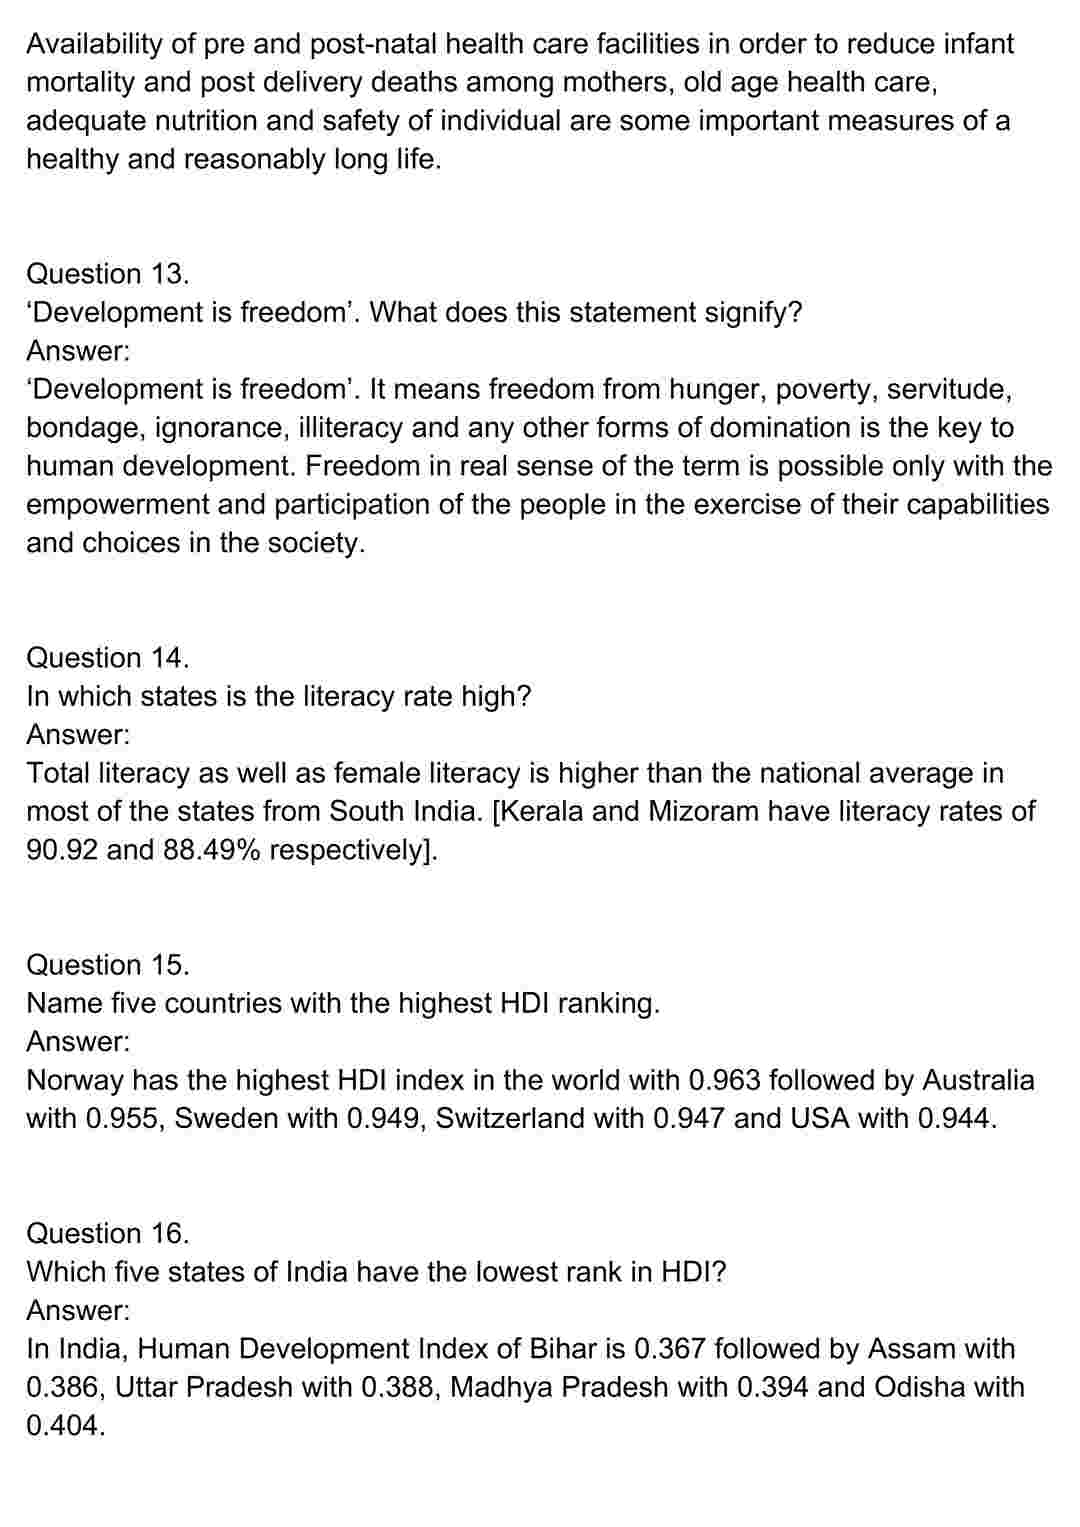 Availability of pre and post-natal health care facilities in order to reduce infant
mortality and post delivery deaths among mothers, old age health care,
adequate nutrition and safety of individual are some important measures of a
healthy and reasonably long life.
Question 13.
‘Development is freedom’. What does this statement signify?
Answer:
‘Development is freedom’. It means freedom from hunger, poverty, servitude,
bondage, ignorance, illiteracy and any other forms of domination is the key to
human development. Freedom in real sense of the term is possible only with the
empowerment and participation of the people in the exercise of their capabilities
and choices in the society.
Question 14.
In which states is the literacy rate high?
Answer:
Total literacy as well as female literacy is higher than the national average in
most of the states from South India. [Kerala and Mizoram have literacy rates of
90.92 and 88.49% respectively].
Question 15.
Name five countries with the highest HDI ranking.
Answer:
Norway has the highest HDI index in the world with 0.963 followed by Australia
with 0.955, Sweden with 0.949, Switzerland with 0.947 and USA with 0.944.
Question 16.
Which five states of India have the lowest rank in HDI?
Answer:
In India, Human Development Index of Bihar is 0.367 followed by Assam with
0.386, Uttar Pradesh with 0.388, Madhya Pradesh with 0.394 and Odisha with
0.404.